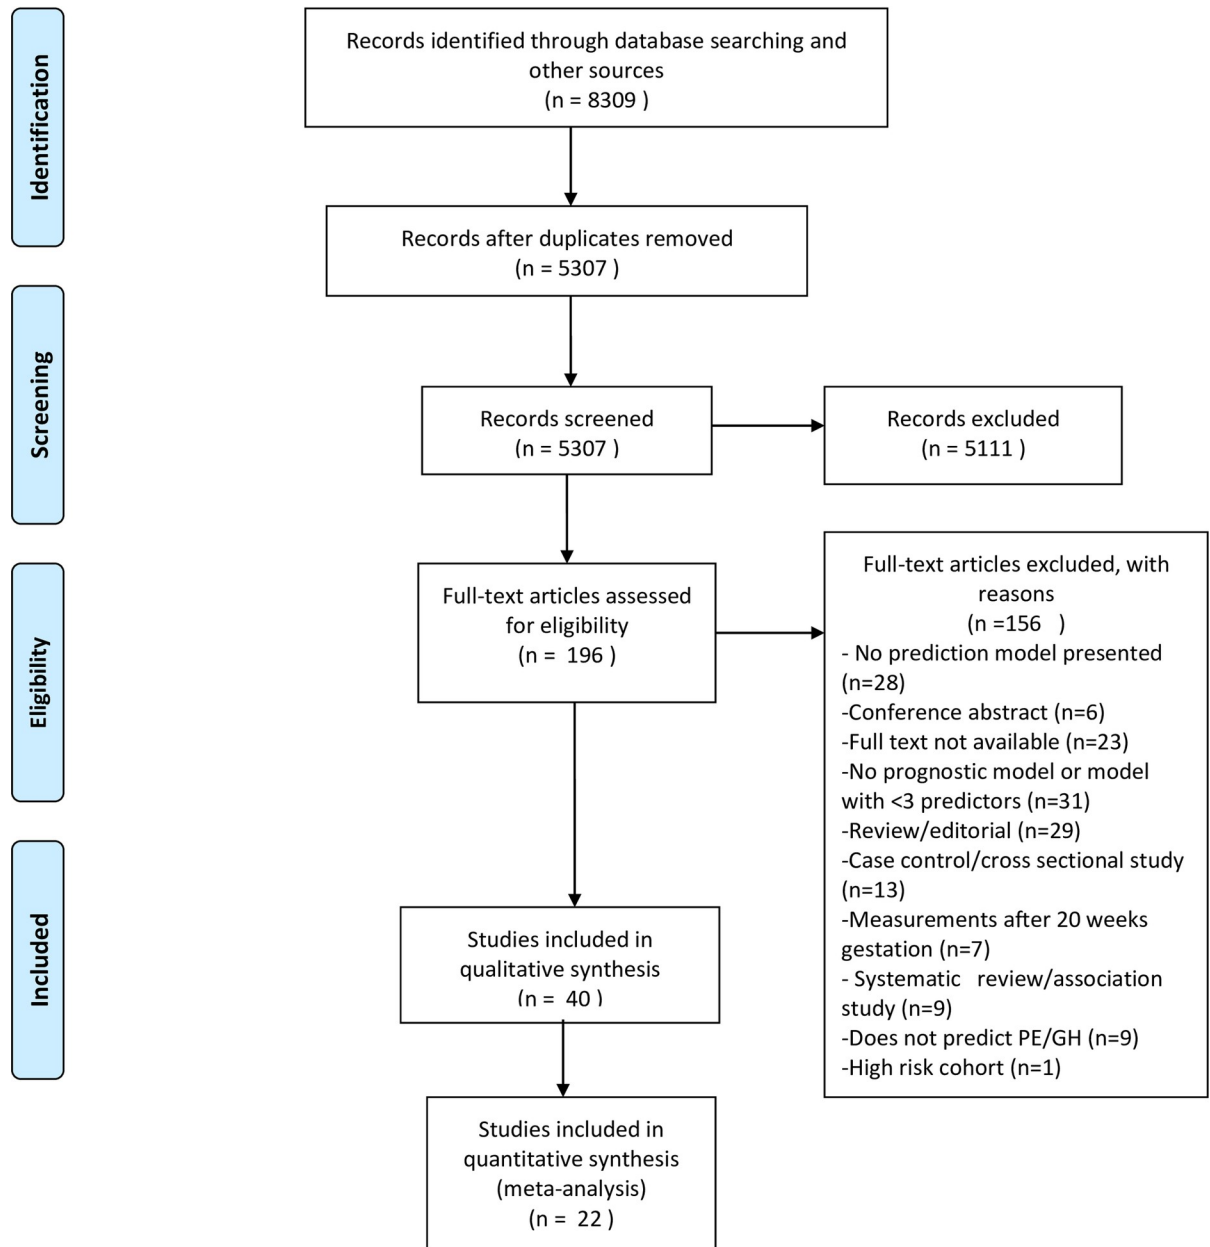 Identification
Records identified through database searching and
other sources
(n = 8309 )
Records after duplicates removed
(n = 5307 )
Screening
Records screened
(n = 5307 )
Records excluded
(n = 5111 )
Eligibility
Full-text articles assessed
for eligibility
(n = 196 )
Full-text articles excluded, with
reasons
(n =156 )
- No prediction model presented
(n=28)
-Conference abstract (n=6)
-Full text not available (n=23)
-No prognostic model or model
with <3 predictors (n=31)
-Review/editorial (n=29)
-Case control/cross sectional study
(n=13)
-Measurements after 20 weeks
gestation (n=7)
- Systematic review/association
study (n=9)
-Does not predict PE/GH (n=9)
-High risk cohort (n=1)
Included
Studies included in
qualitative synthesis
(n = 40 )
Studies included in
quantitative synthesis
(meta-analysis)
(n = 22 )